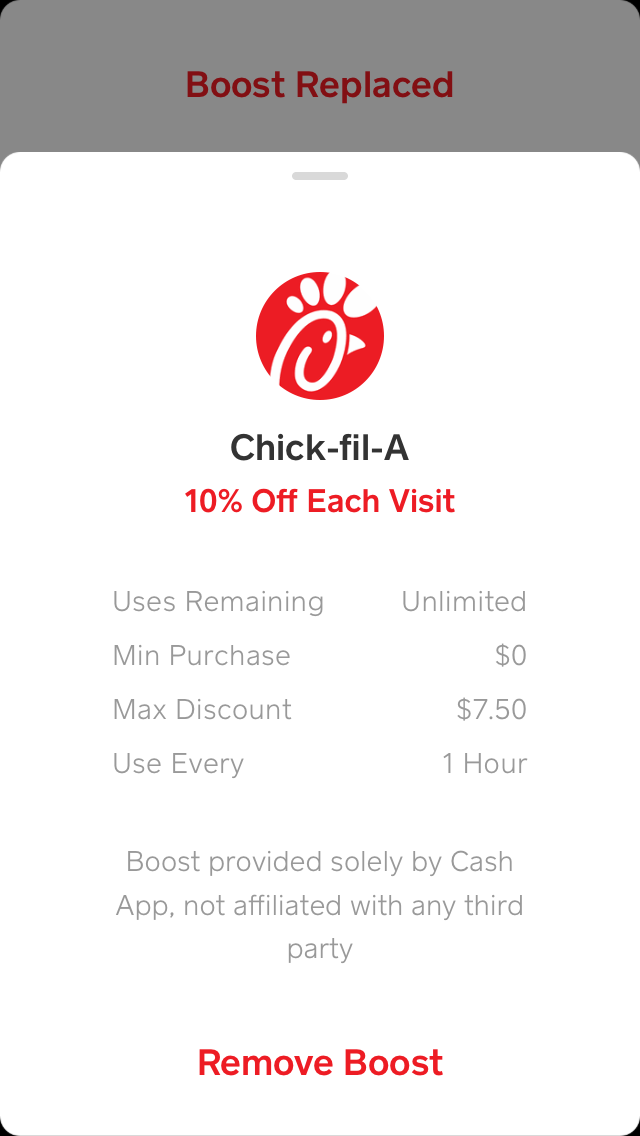 Boost Replaced
Chick-fil-A
10% Off Each Visit
Uses Remaining Unlimited
Min Purchase $0
Max Discount $7.50
Use Every 1 Hour
Boost provided solely by Cash
App, not affiliated with any third
party
Remove Boost